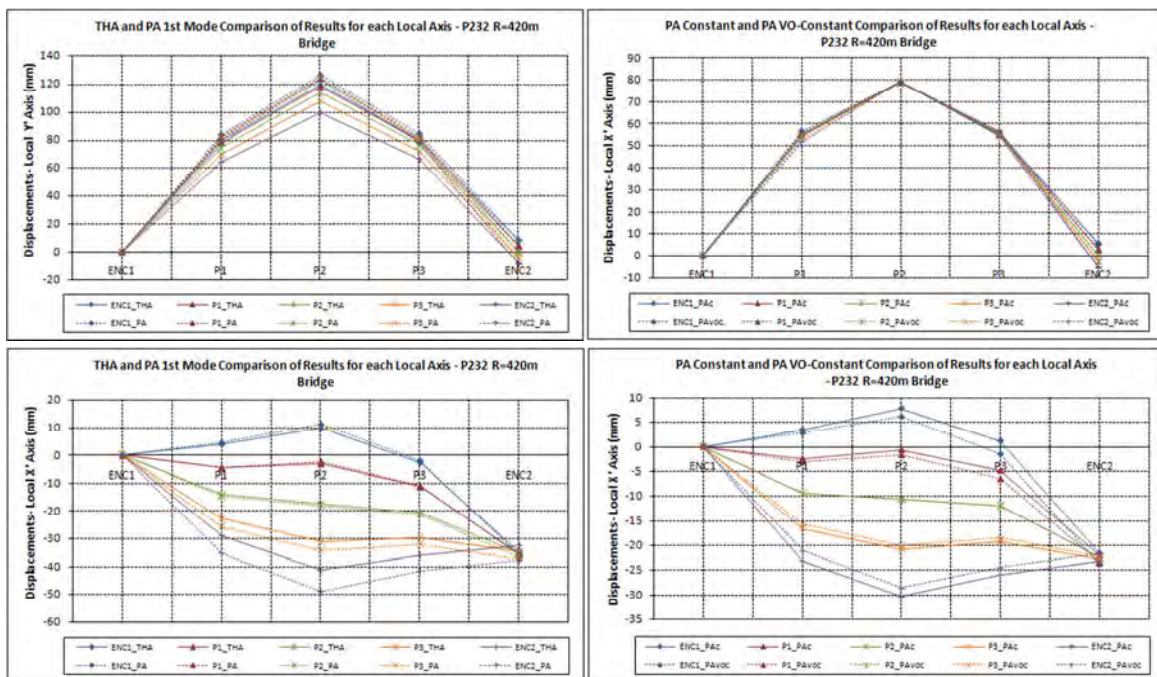 THA and PA 1st Mode Comparison of Results for each Local Axis - P232 R=420m
Bridge
Displacements- Local Y' Axis (mm)
140
120
100
80
60
40
20
0
-20
ENC1 P1 P2 P3 ENC2
ENC1_THA P1_THA P2_THA P3_THA ENC2_THA
ENC1_PA P1_PA P2_PA P3_PA ENC2_PA
PA Constant and PA VO-Constant Comparison of Results for each Local Axis -
P232 R=420m Bridge
Displacements- Local X' Axis (mm)
90
80
70
60
50
40
30
20
10
0
-10
ENC1 P1 P2 P3 ENC2
ENC1_PAc P1_PAc P2_PAc P3_PAc ENC2_PAc
ENC1_PAvoc P1_PAvoc P2_PAvoc P3_PAvoc ENC2_PAvoc
THA and PA 1st Mode Comparison of Results for each Local Axis - P232 R=420m
Bridge
Displacements- Local X' Axis (mm)
20
10
0
-10
-20
-30
-40
-50
-60
ENC1 P1 P2 P3 ENC2
ENC1_THA P1_THA P2_THA P3_THA ENC2_THA
ENC1_PA P1_PA P2_PA P3_PA ENC2_PA
PA Constant and PA VO-Constant Comparison of Results for each Local Axis
- P232 R=420m Bridge
Displacements- Local X' Axis (mm)
10
5
0
-5
-10
-15
-20
-25
-30
-35
ENC1 P1 P2 P3 ENC2
ENC1_PAc P1_PAc P2_PAc P3_PAc ENC2_PAc
ENC1_PAvoc P1_PAvoc P2_PAvoc P3_PAvoc ENC2_PAvoc